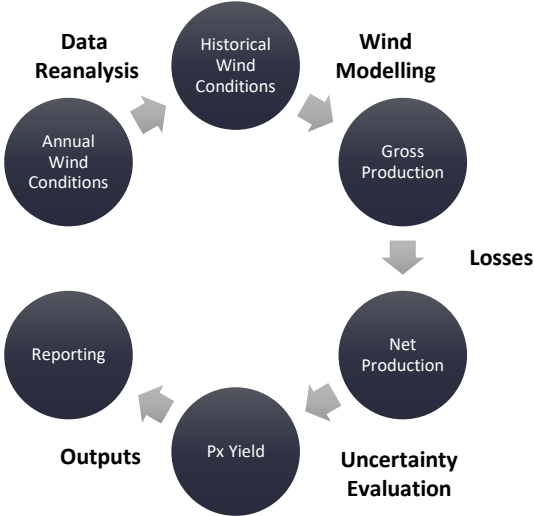 Data
Reanalysis
Historical
Wind
Conditions
Wind
Modelling
Annual
Wind
Conditions
Gross
Production
Losses
Reporting
Net
Production
Outputs
Px Yield
Uncertainty
Evaluation